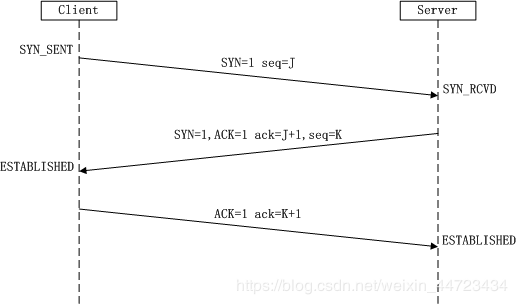 Client
Server
SYN_SENT
SYN=1 seq=J
SYN_RCVD
SYN=1,ACK=1 ack=J+1,seq=K
ESTABLISHED
ACK=1 ack=K+1
ESTABLISHED
https://blog.csdn.net/weixin_44723434